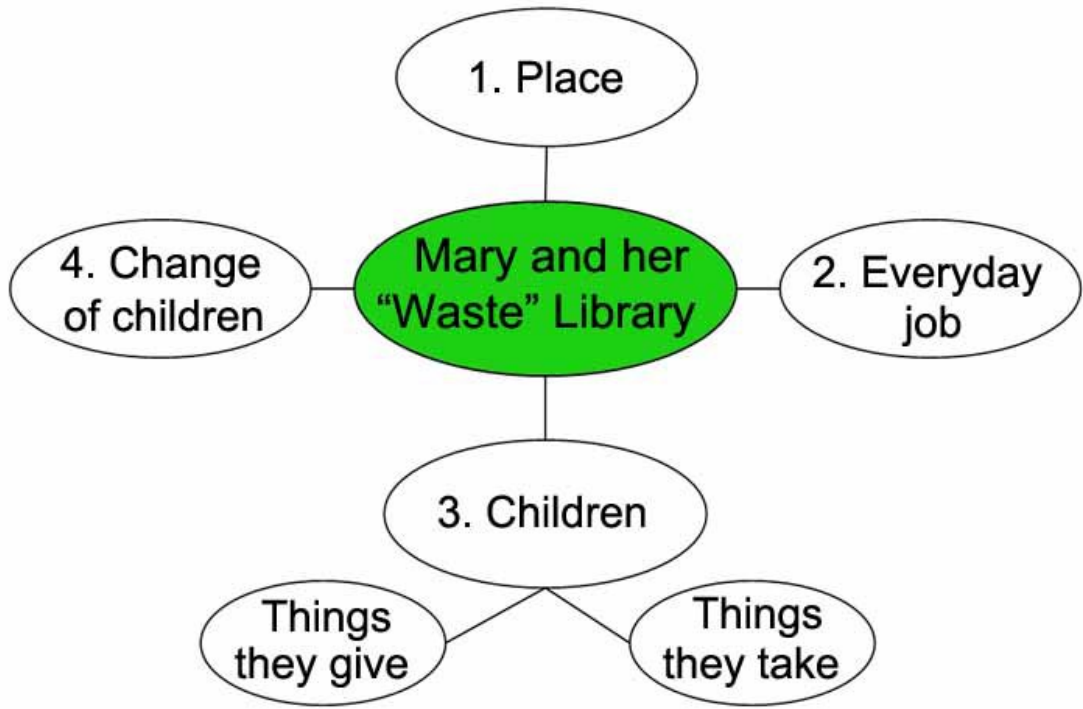 1. Place
Mary and her
“Waste” Library
4. Change
of children
2. Everyday
job
3. Children
Things
they give
Things
they take